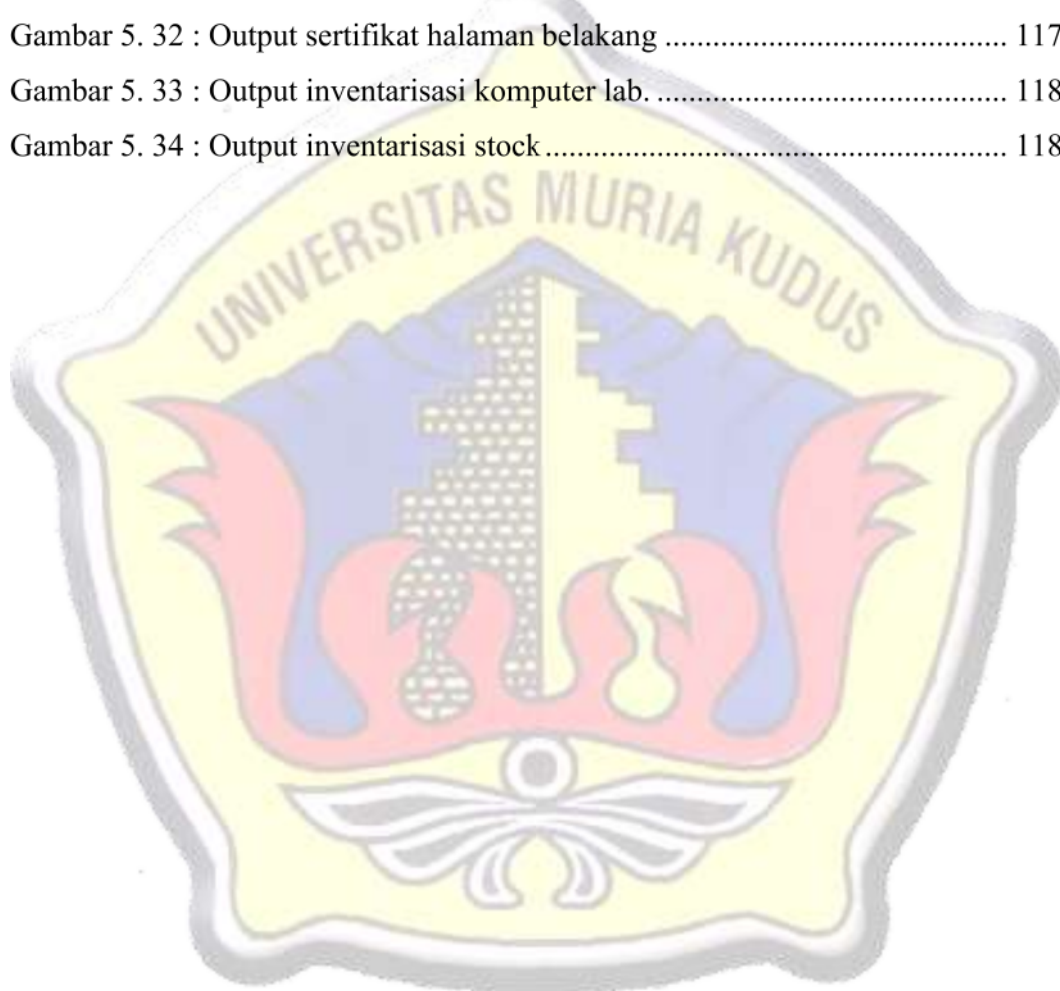 Gambar 5. 32 : Output sertifikat halaman belakang ........................................... 117
Gambar 5. 33 : Output inventarisasi komputer lab. ............................................ 118
Gambar 5. 34 : Output inventarisasi stock .......................................................... 118
UNIVERSITAS MURIA KUDUS